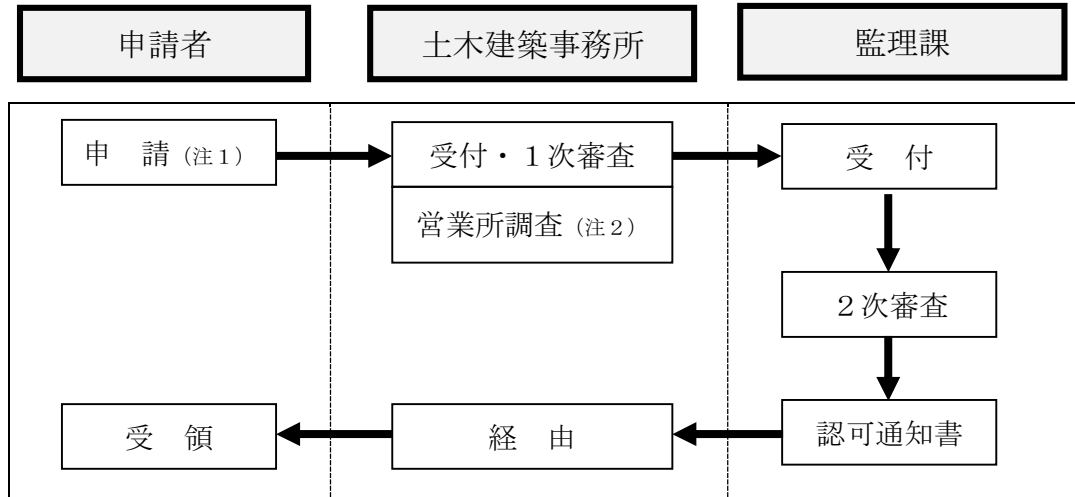 申請者
土木建築事務所
監理課
申　請（注１）
受付・１次審査
受　付
営業所調査（注２）
２次審査
受　領
経　由
認可通知書